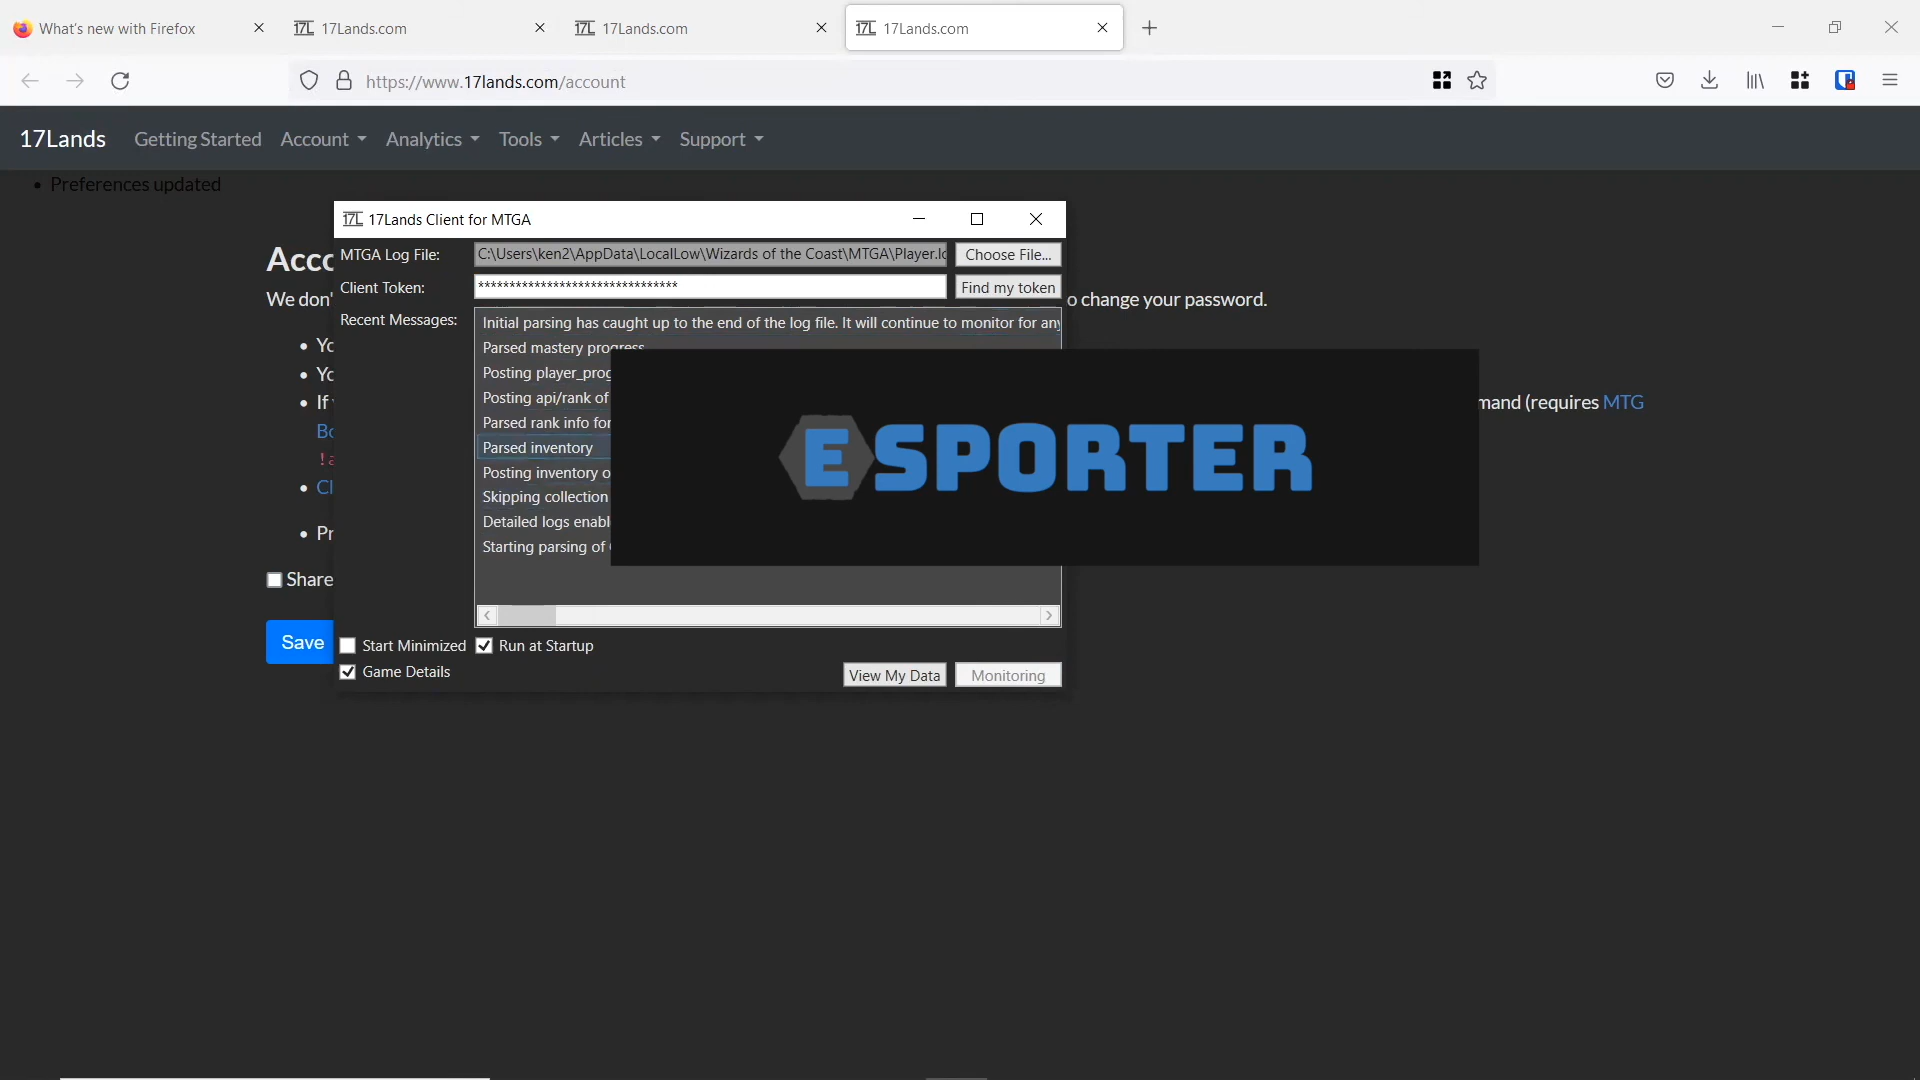 What's new with Firefox
17Lands.com
17Lands.com
17Lands.com
https://www.17lands.com/account
17Lands
Getting Started
Account
Analytics
Tools
Articles
Support
Preferences updated
17Lands Client for MTGA
MTGA Log File:
C:\Users\ken2\AppData\LocalLow\Wizards of the Coast\MTGA\Player.lo
Choose File...
Client Token:
********************************
Find my token
We don'
o change your password.
Recent Messages:
Initial parsing has caught up to the end of the log file. It will continue to monitor for any
Parsed mastery progress
Posting player_prog
Posting api/rank of
mand (requires MTG
Parsed rank info for
Parsed inventory
Posting inventory o
ESPORTER
Skipping collection
Detailed logs enabl
Starting parsing of
Share
Save
Start Minimized
Run at Startup
Game Details
View My Data
Monitoring